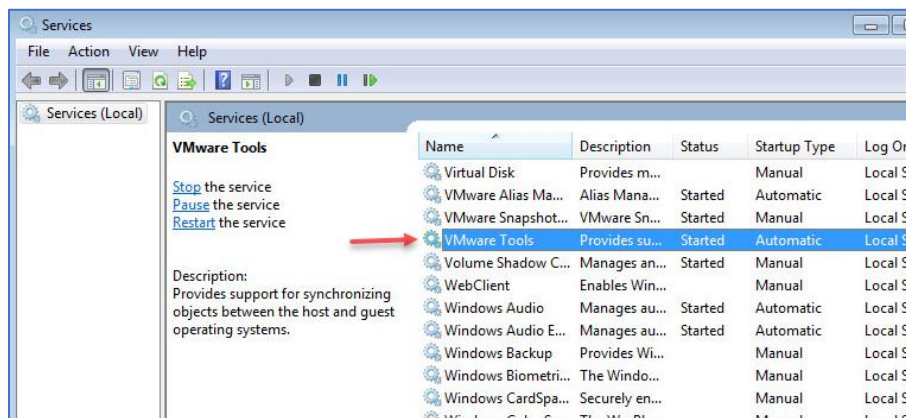 Services
File Action View Help
Services (Local)
Services (Local)
VMware Tools
Stop the service
Pause the service
Restart the service
Description:
Provides support for synchronizing
objects between the host and guest
operating systems.
Name Description Status Startup Type Log On
Virtual Disk Provides m... Manual Local S
VMware Alias Ma... Alias Mana... Started Automatic Local S
VMware Snapshot... VMware Sn... Started Manual Local S
VMware Tools Provides su... Started Automatic Local S
Volume Shadow C... Manages an... Started Manual Local S
WebClient Enables Win... Manual Local S
Windows Audio Manages au... Started Automatic Local S
Windows Audio E... Manages au... Started Automatic Local S
Windows Backup Provides Wi... Manual Local S
Windows Biometri... The Windo... Manual Local S
Windows CardSpa... Securely en... Manual Local S